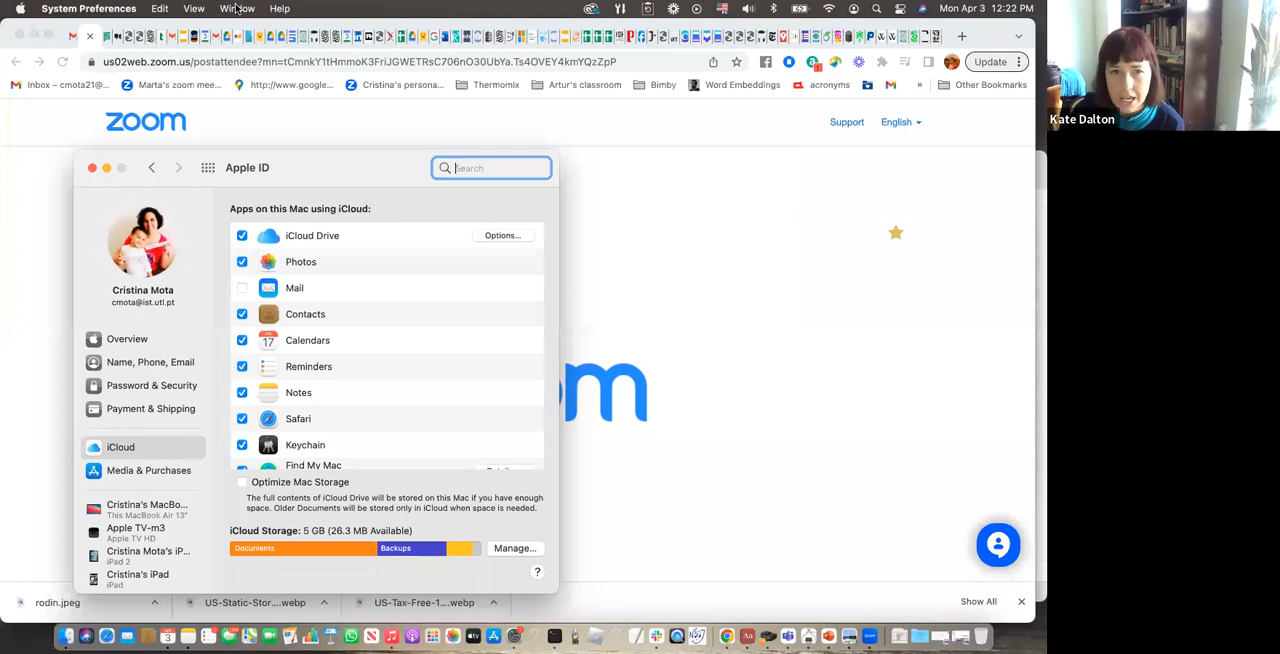 System Preferences Edit View Window Help Mon Apr 3 12:22 PM
us02web.zoom.us/postattendee?mn=tCmnkY1tHmmoK3FriJGWETRsC706nO30UbYa.Ts4OVEY4kmYQzZpP Update
Inbox – cmota21@... Marta's zoom mee... http://www.google... Cristina's persona... Thermomix Artur's classroom Bimby Word Embeddings acronyms » Other Bookmarks
Kate Dalton
zoom Support English
Apple ID Search
Apps on this Mac using iCloud:
iCloud Drive Options...
Photos
Cristina Mota Mail
cmota@ist.utl.pt
Contacts
Overview Calendars
Name, Phone, Email Reminders
Password & Security Notes
Payment & Shipping Safari
iCloud Keychain
Media & Purchases Find My Mac
Optimize Mac Storage
The full contents of iCloud Drive will be stored on this Mac if you have enough
space. Older Documents will be stored only in iCloud when space is needed.
Cristina's MacBo...
This MacBook Air 13"
Apple TV-m3
Apple TV HD
iCloud Storage: 5 GB (26.3 MB Available)
Cristina Mota's iP... Documents Backups Manage...
iPad 2
Cristina's iPad ?
iPad
om
rodin.jpeg US-Static-Stor....webp US-Tax-Free-1....webp Show All